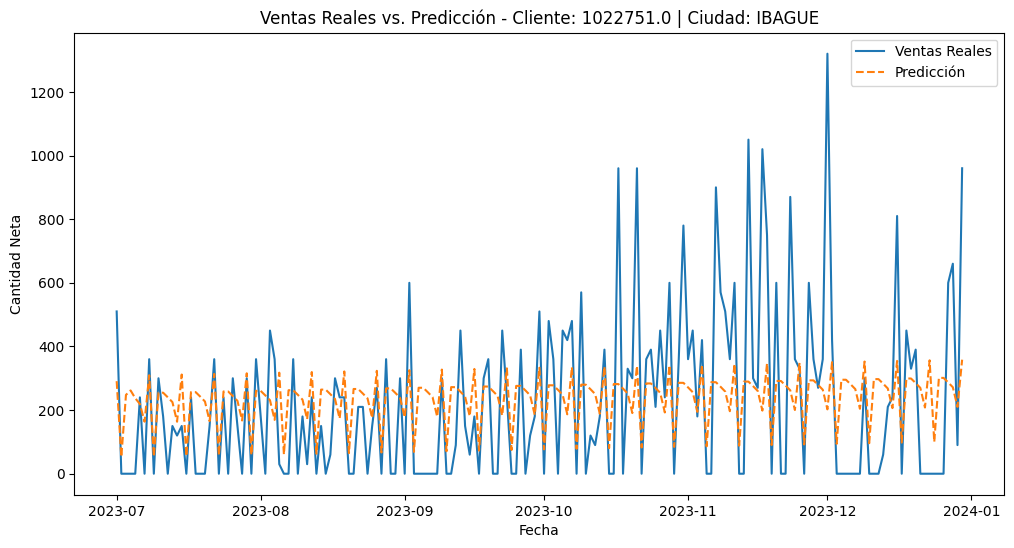 Ventas Reales vs. Predicción - Cliente: 1022751.0 | Ciudad: IBAGUE
Ventas Reales
Predicción
Cantidad Neta
1200
1000
800
600
400
200
0
2023-07
2023-08
2023-09
2023-10
2023-11
2023-12
2024-01
Fecha